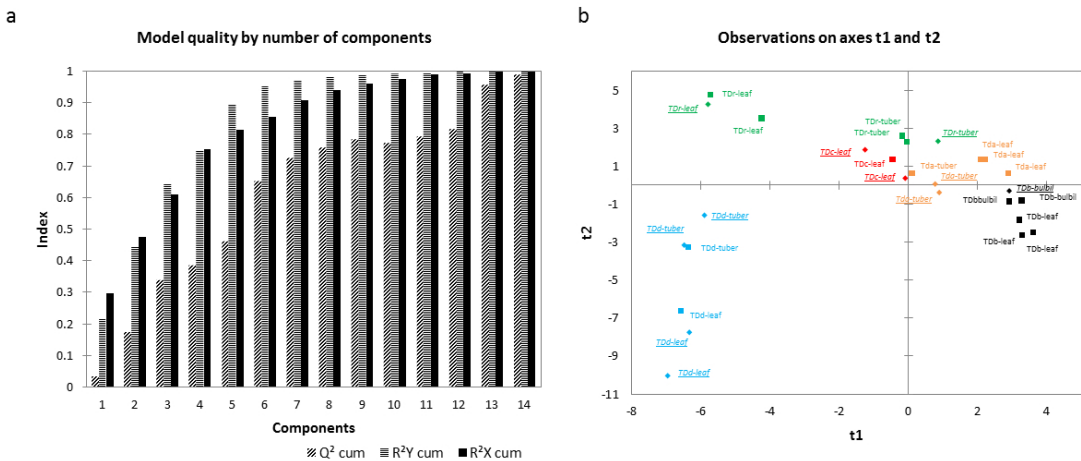 a
Model quality by number of components
1
0.9
0.8
0.7
0.6
0.5
0.4
0.3
0.2
0.1
0
Index
1 2 3 4 5 6 7 8 9 10 11 12 13 14
Components
Q² cum R²Y cum R²X cum
b
Observations on axes t1 and t2
5
3
1
-1
-3
-5
-7
-9
-11
t2
TDr-leaf
TDr-leaf
TDr-leaf
TDr-tuber
TDr-tuber
TDr-tuber
TDc-leaf
TDc-leaf
TDc-leaf
Tda-leaf
Tda-leaf
Tda-leaf
Tda-tuber
Tda-tuber
Tda-tuber
TDb-bulbil
TDbbulbil
TDb-bulbil
TDb-leaf
TDb-leaf
TDb-leaf
TDd-tuber
TDd-tuber
TDd-tuber
TDd-leaf
TDd-leaf
TDd-leaf
-8 -6 -4 -2 0 2 4
t1